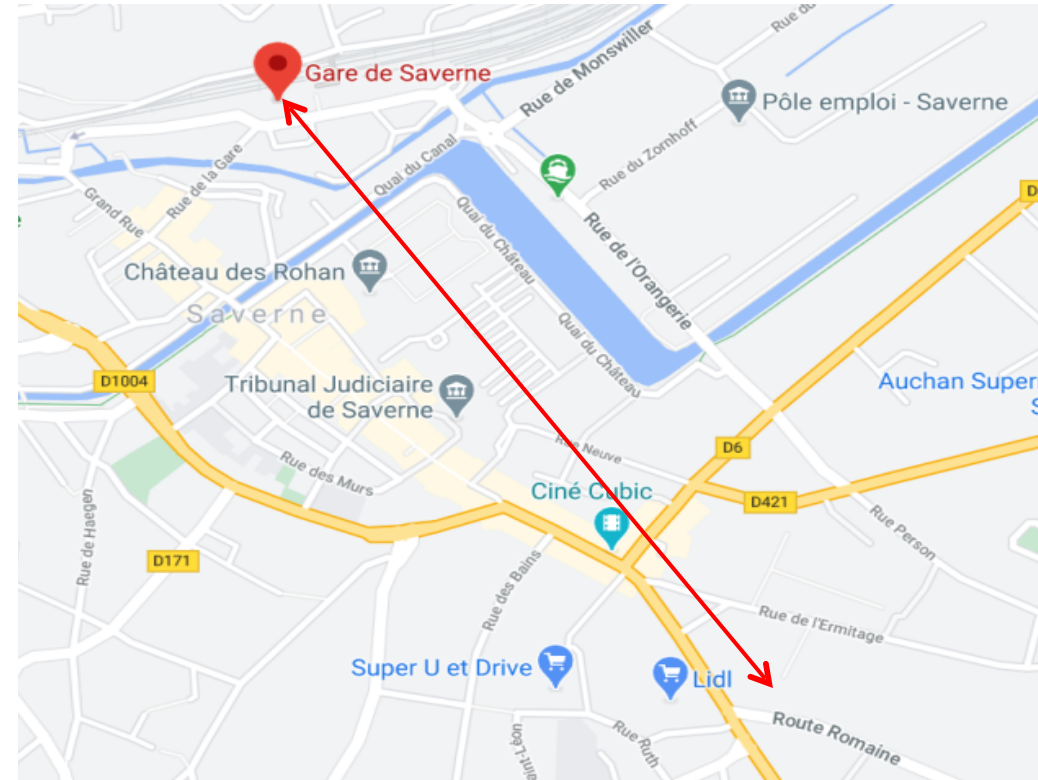 Rue du
Rue de Monswiller
Gare de Saverne
Pôle emploi - Saverne
Rue du Zornhoff
Quai du Canal
Rue de la Gare
Grand Rue
Quai du Château
Rue de l'Orangerie
Château des Rohan
Saverne
Quai du Château
D1004
Tribunal Judiciaire
de Saverne
Auchan Super
D6
Rue Neuve
Rue des Murs
Ciné Cubic
D421
Rue de Haegen
Rue Person
D171
Rue des Bains
Rue de l'Ermitage
Super U et Drive
Lidl
Route Romaine
Rue Ruth
int-Léon